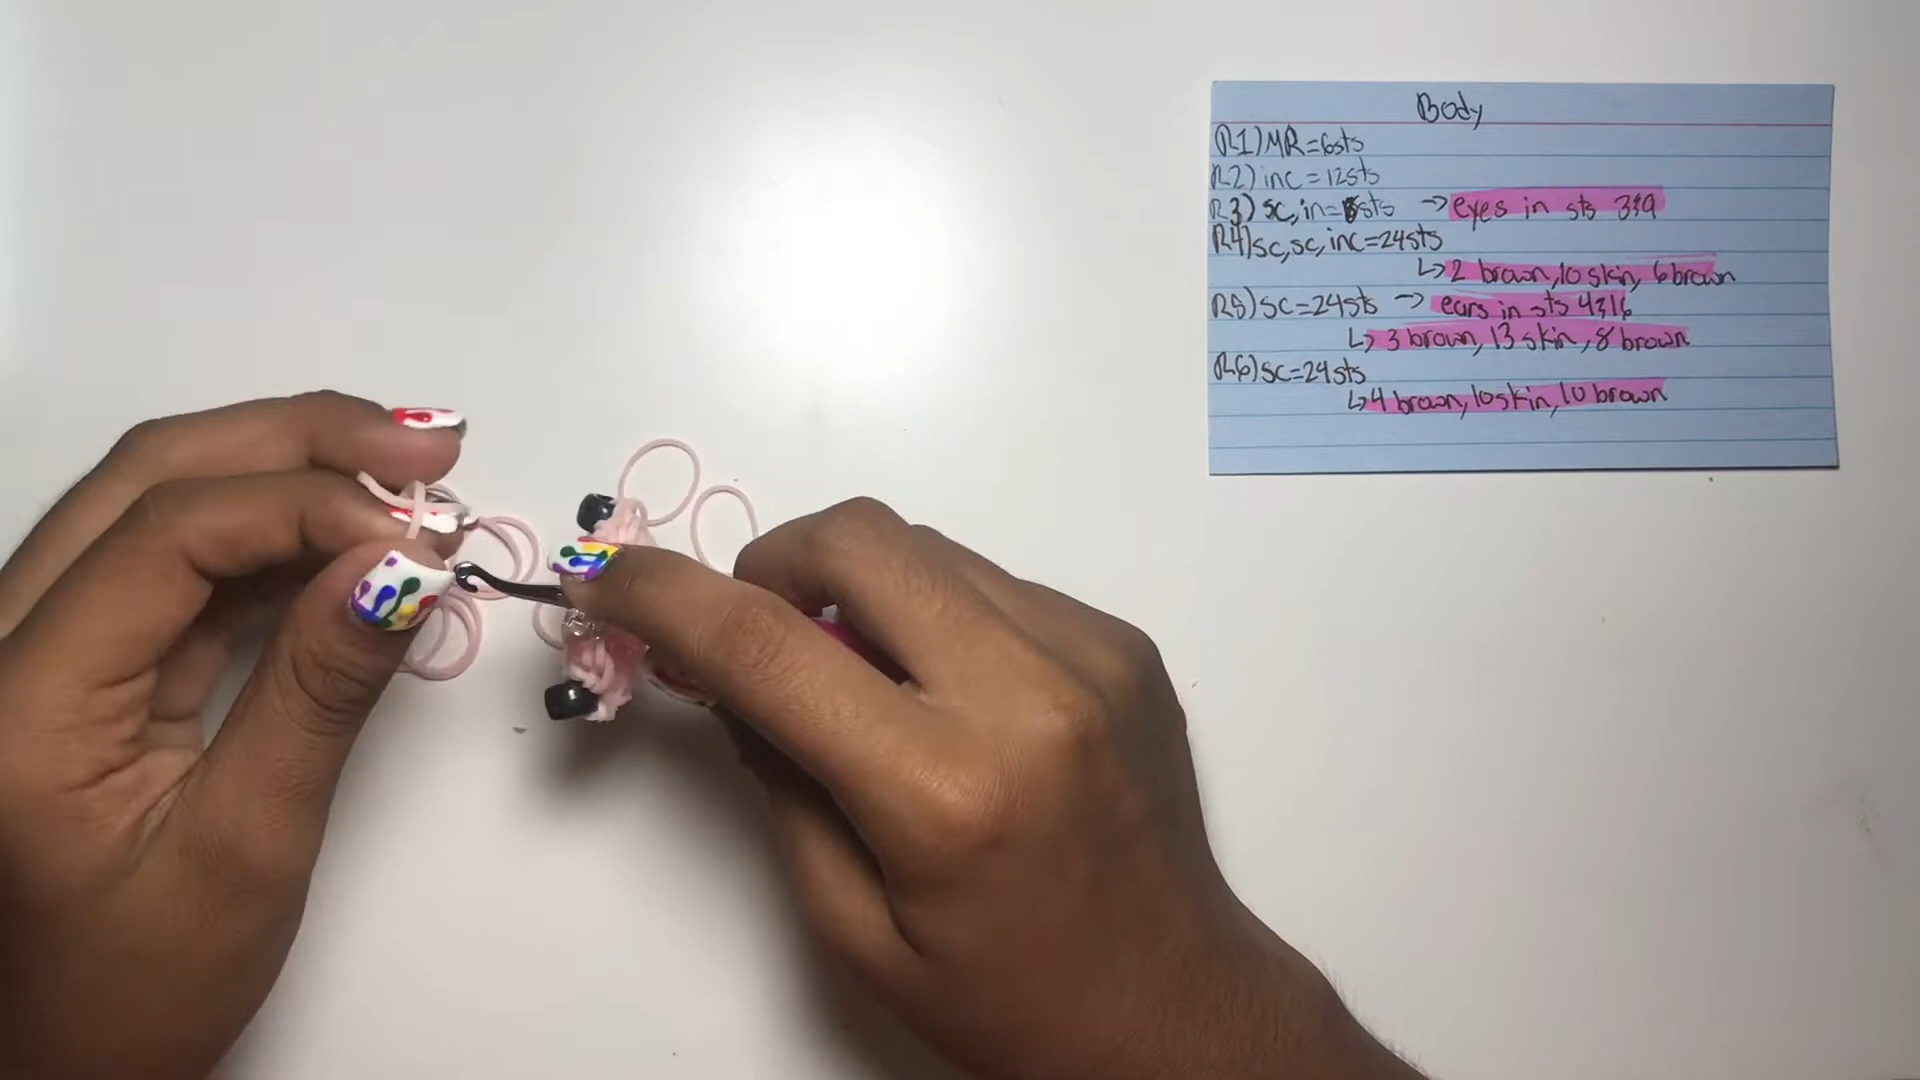 Body
R1) MR = 6sts
R2) inc = 12sts
R3) sc, in = sts → eyes in sts 3&9
R4) sc, sc, inc = 24sts
↳ 2 brown, 10 skin, 6 brown
R5) sc = 24sts → ears in sts 4&16
↳ 3 brown, 13 skin, 8 brown
R6) sc = 24sts
↳ 4 brown, 10 skin, 10 brown